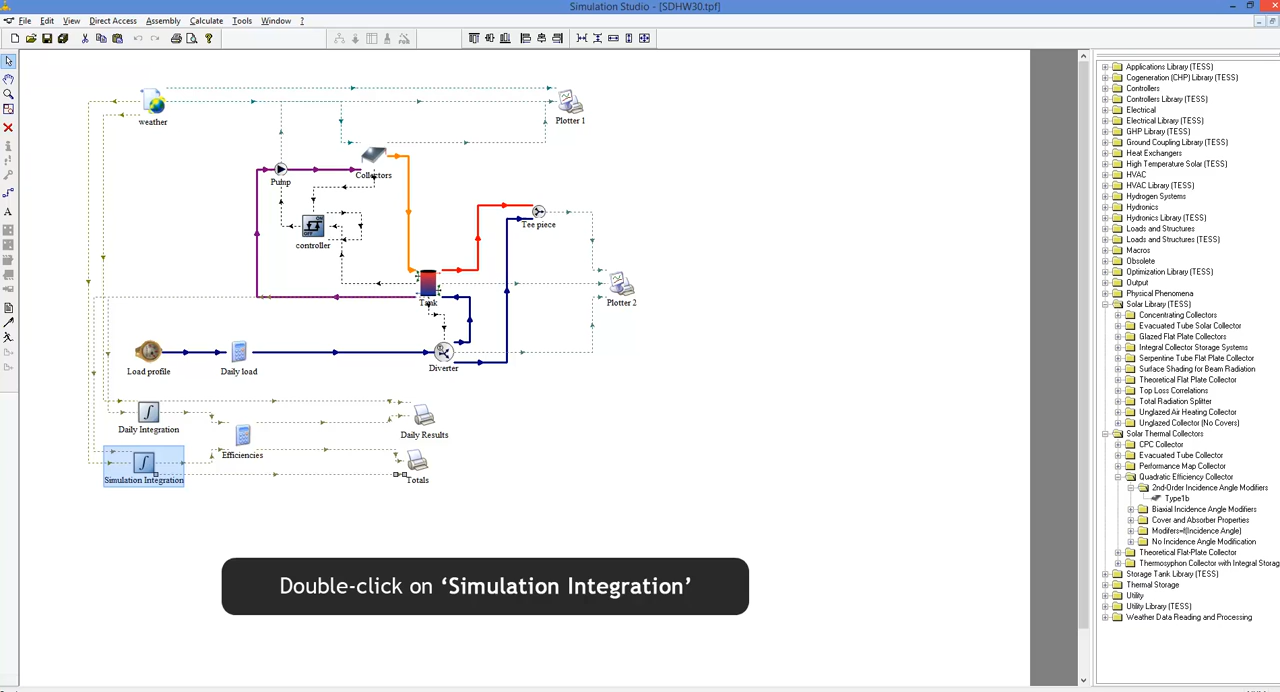 Simulation Studio - [SDHW30.tpf]
File Edit View Direct Access Assembly Calculate Tools Window ?
weather
Plotter 1
Pump
Collectors
controller
Tee piece
Tank
Plotter 2
Load profile
Daily load
Diverter
Daily Integration
Efficiencies
Daily Results
Simulation Integration
Totals
Double-click on ‘Simulation Integration’
Applications Library (TESS)
Cogeneration (CHP) Library (TESS)
Controllers
Controllers Library (TESS)
Electrical
Electrical Library (TESS)
GHP Library (TESS)
Ground Coupling Library (TESS)
Heat Exchangers
High Temperature Solar (TESS)
HVAC
HVAC Library (TESS)
Hydrogen Systems
Hydronics
Hydronics Library (TESS)
Loads and Structures
Loads and Structures (TESS)
Macros
Obsolete
Optimization Library (TESS)
Output
Physical Phenomena
Solar Library (TESS)
Concentrating Collectors
Evacuated Tube Solar Collector
Glazed Flat Plate Collectors
Integral Collector Storage Systems
Serpentine Tube Flat Plate Collector
Surface Shading for Beam Radiation
Theoretical Flat Plate Collector
Top Loss Correlations
Total Radiation Splitter
Unglazed Air Heating Collector
Unglazed Collector (No Covers)
Solar Thermal Collectors
CPC Collector
Evacuated Tube Collector
Performance Map Collector
Quadratic Efficiency Collector
2nd-Order Incidence Angle Modifiers
Type1b
Biaxial Incidence Angle Modifiers
Cover and Absorber Properties
Modifers=f(Incidence Angle)
No Incidence Angle Modification
Theoretical Flat-Plate Collector
Thermosyphon Collector with Integral Storag
Storage Tank Library (TESS)
Thermal Storage
Utility
Utility Library (TESS)
Weather Data Reading and Processing